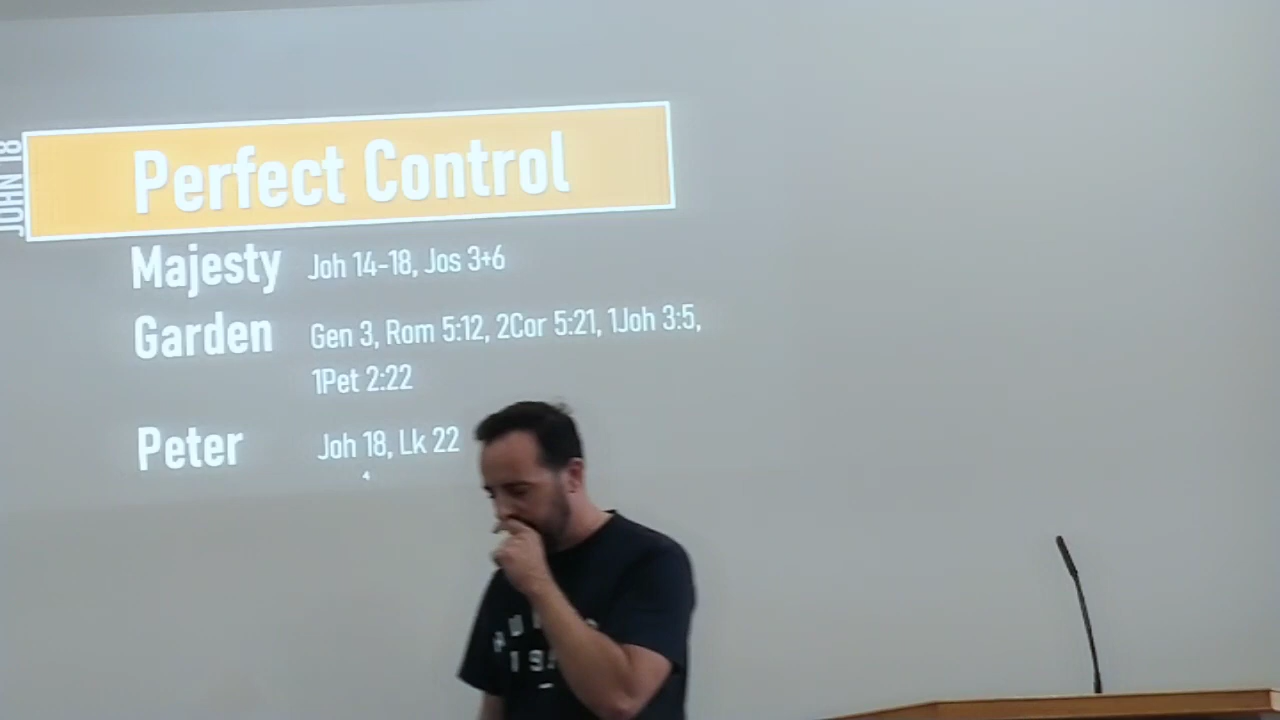 JOHN 18
Perfect Control
Majesty Joh 14-18, Jos 3+6
Garden Gen 3, Rom 5:12, 2Cor 5:21, 1Joh 3:5,
1Pet 2:22
Peter Joh 18, Lk 22